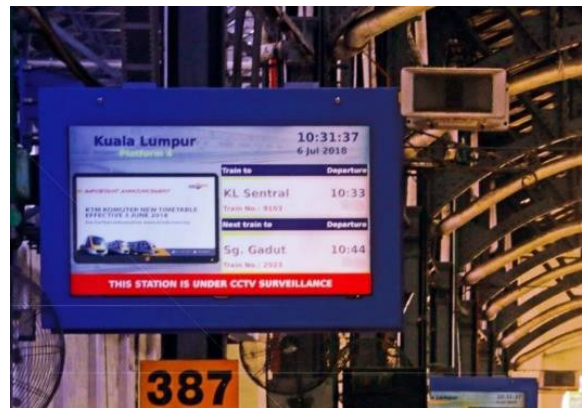 Kuala Lumpur
Platform 4
10:31:37
6 Jul 2018
IMPORTANT ANNOUNCEMENT
KTM KOMUTER NEW TIMETABLE
EFFECTIVE 1 JUNE 2018
Train to Departure
KL Sentral 10:33
Train No.: 9101
Next train to Departure
Sg. Gadut 10:44
Train No.: 2023
THIS STATION IS UNDER CCTV SURVEILLANCE
387
Lumpur